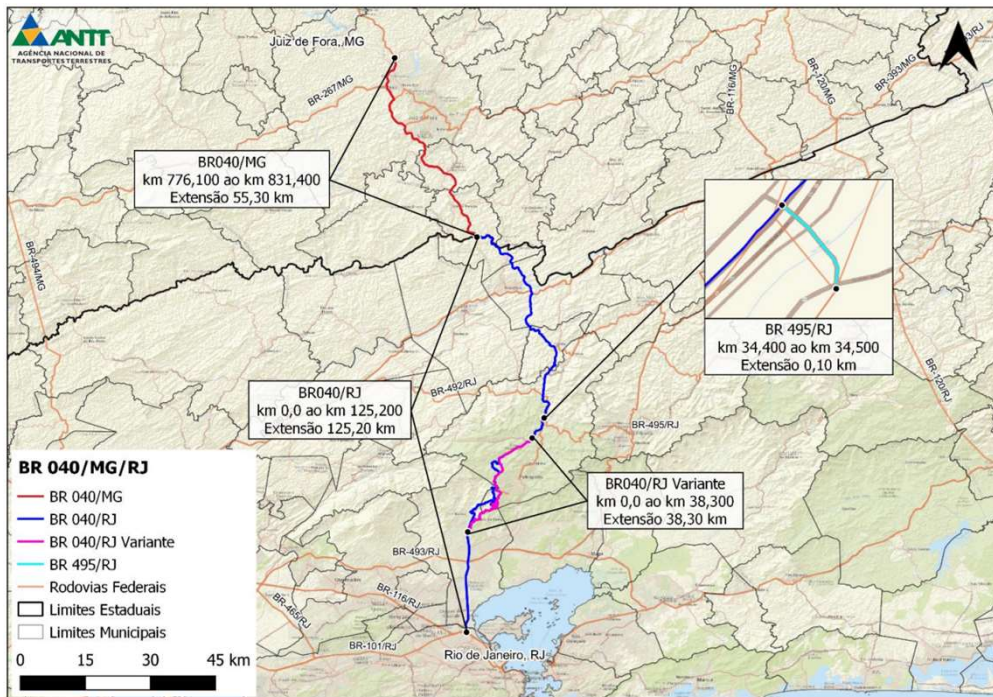 ANTT
AGÊNCIA NACIONAL DE
TRANSPORTES TERRESTRES
Juiz de Fora, MG
BR-267/MG
BR-116/MG
BR-120/MG
BR-393/MG
BR040/MG
km 776,100 ao km 831,400
Extensão 55,30 km
BR-494/MG
BR 495/RJ
km 34,400 ao km 34,500
Extensão 0,10 km
BR040/RJ
km 0,0 ao km 125,200
Extensão 125,20 km
BR-492/RJ
BR-120/RJ
BR-495/RJ
BR040/RJ Variante
km 0,0 ao km 38,300
Extensão 38,30 km
BR 040/MG/RJ
BR 040/MG
BR 040/RJ
BR 040/RJ Variante
BR 495/RJ
Rodovias Federais
Limites Estaduais
Limites Municipais
0 15 30 45 km
BR-493/RJ
BR-116/RJ
BR-465/RJ
BR-101/RJ
Rio de Janeiro, RJ